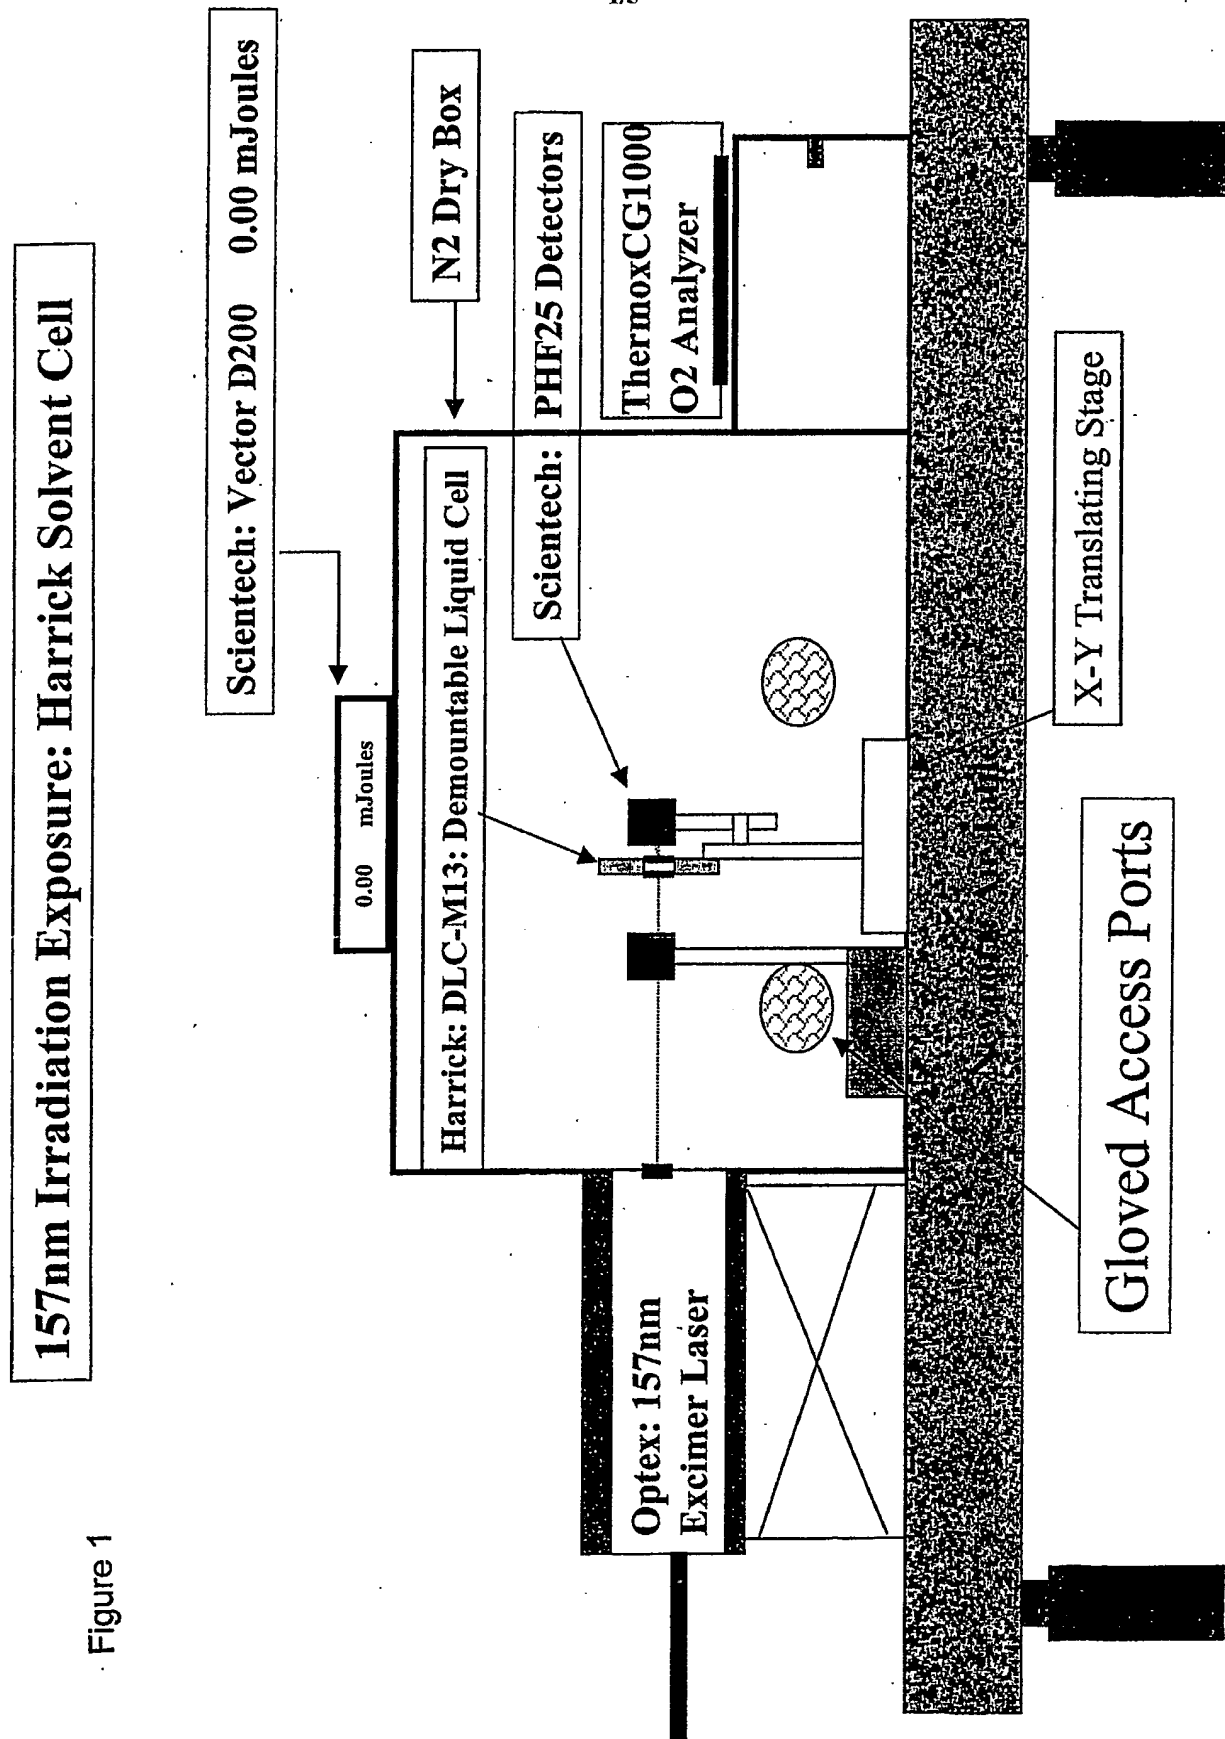 Figure 1
157nm Irradiation Exposure: Harrick Solvent Cell
Scientech: Vector D200 0.00 mJoules
0.00 mJoules
N2 Dry Box
Harrick: DLC-M13: Demountable Liquid Cell
Scientech: PHF25 Detectors
ThermoxCG1000
O2 Analyzer
Optex: 157nm
Excimer Laser
X-Y Translating Stage
Gloved Access Ports